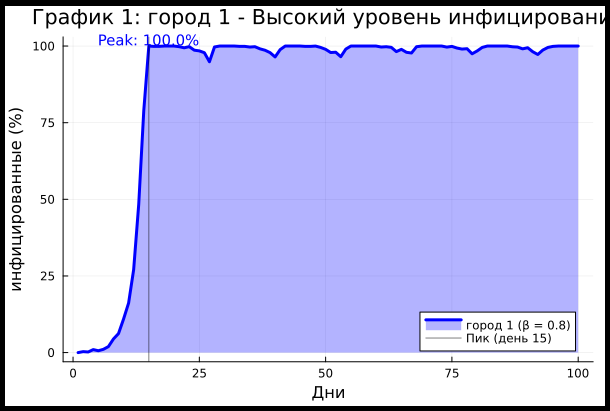 График 1: город 1 - Высокий уровень инфицировани
Peak: 100.0%
инфицированные (%)
100
75
50
25
0
город 1 (β = 0.8)
Пик (день 15)
0 25 50 75 100
Дни